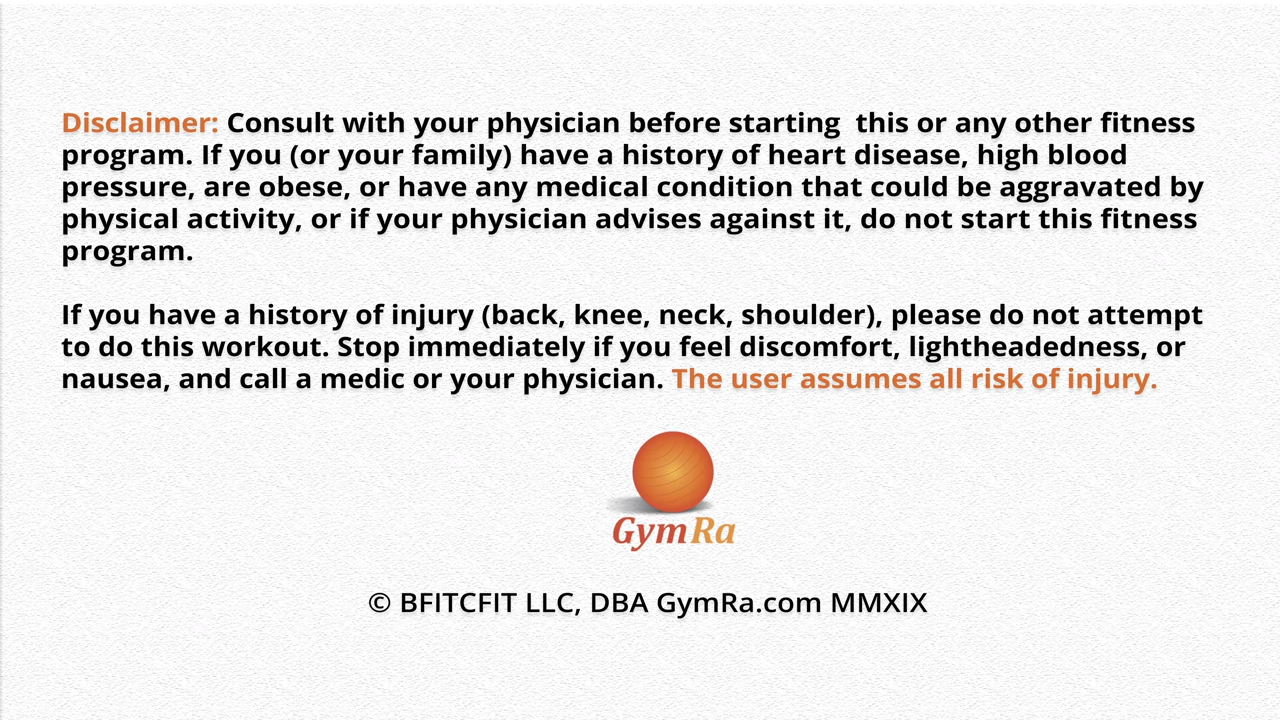 Disclaimer: Consult with your physician before starting  this or any other fitness
program. If you (or your family) have a history of heart disease, high blood
pressure, are obese, or have any medical condition that could be aggravated by
physical activity, or if your physician advises against it, do not start this fitness
program.
If you have a history of injury (back, knee, neck, shoulder), please do not attempt
to do this workout. Stop immediately if you feel discomfort, lightheadedness, or
nausea, and call a medic or your physician. The user assumes all risk of injury.
GymRa
© BFITCFIT LLC, DBA GymRa.com MMXIX